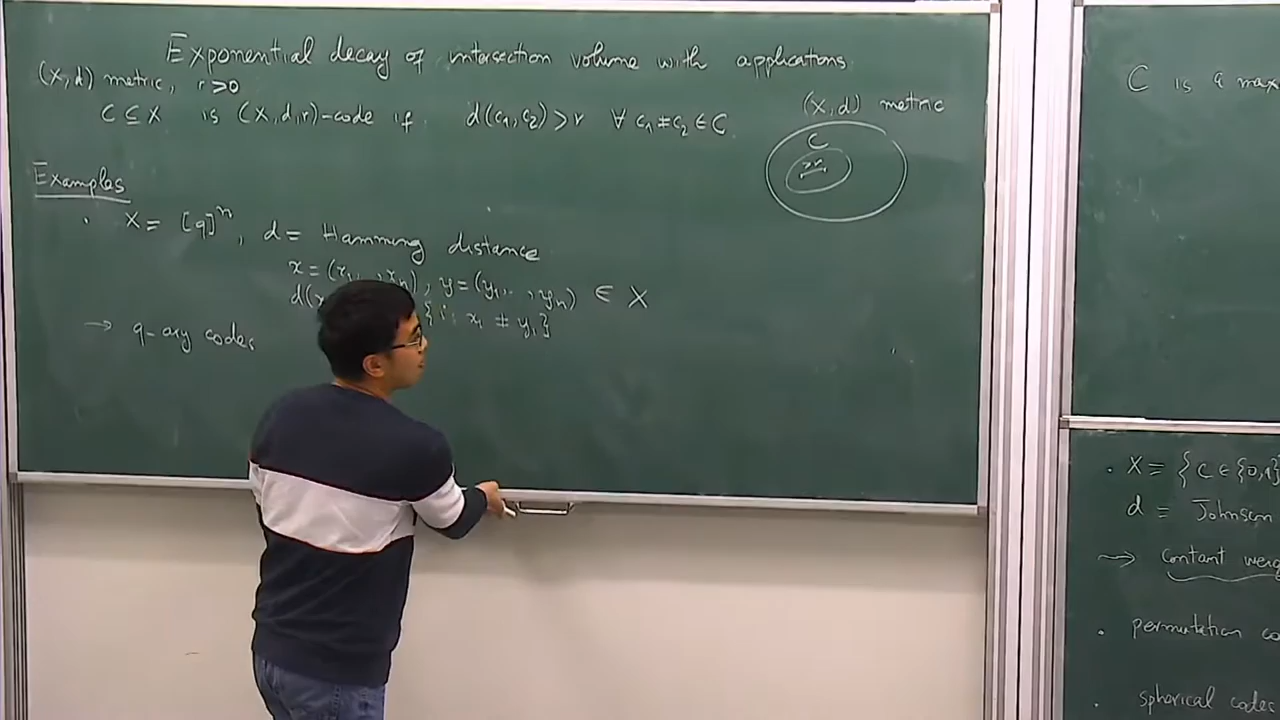 Exponential decay of intersection volume with applications
(X,d) metric, r>0
C ⊆ X is (X,d,r)-code if d(c₁,c₂)>r ∀ c₁≠c₂ ∈ C
(X,d) metric
C
>r
Examples
· X = [q]ⁿ, d = Hamming distance
x = (x₁, ,xₙ), y = (y₁,.. ,yₙ) ∈ X
d(x {i: xᵢ ≠ yᵢ}
→ q-ary codes
C is a max
· X = {C ∈ {0,1}
d = Johnson
⇝ contant weig
· permutation co
· spherical codes